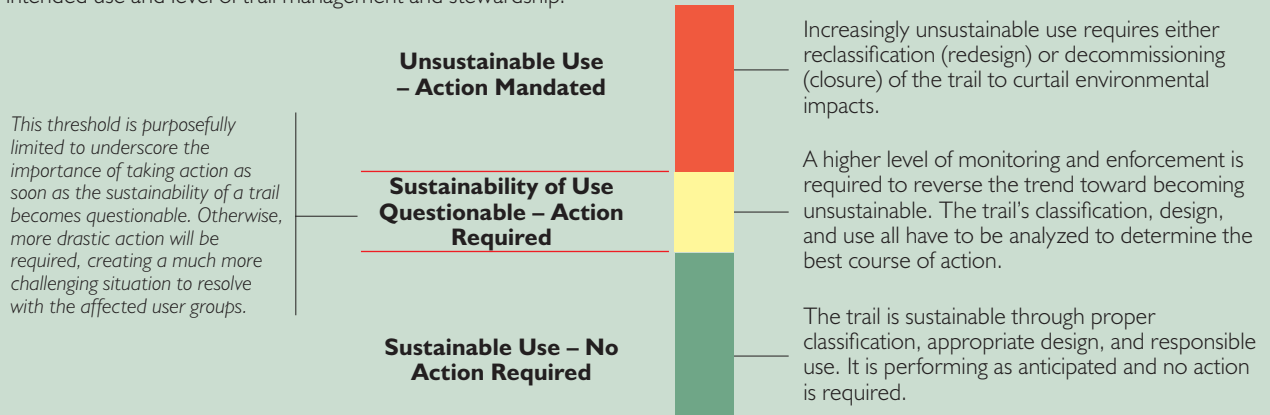 intended use and level of trail management and stewardship.
Unsustainable Use
– Action Mandated
Increasingly unsustainable use requires either
reclassification (redesign) or decommissioning
(closure) of the trail to curtail environmental
impacts.
This threshold is purposefully
limited to underscore the
importance of taking action as
soon as the sustainability of a trail
becomes questionable. Otherwise,
more drastic action will be
required, creating a much more
challenging situation to resolve
with the affected user groups.
Sustainability of Use
Questionable – Action
Required
A higher level of monitoring and enforcement is
required to reverse the trend toward becoming
unsustainable. The trail’s classification, design,
and use all have to be analyzed to determine the
best course of action.
Sustainable Use – No
Action Required
The trail is sustainable through proper
classification, appropriate design, and responsible
use. It is performing as anticipated and no action
is required.